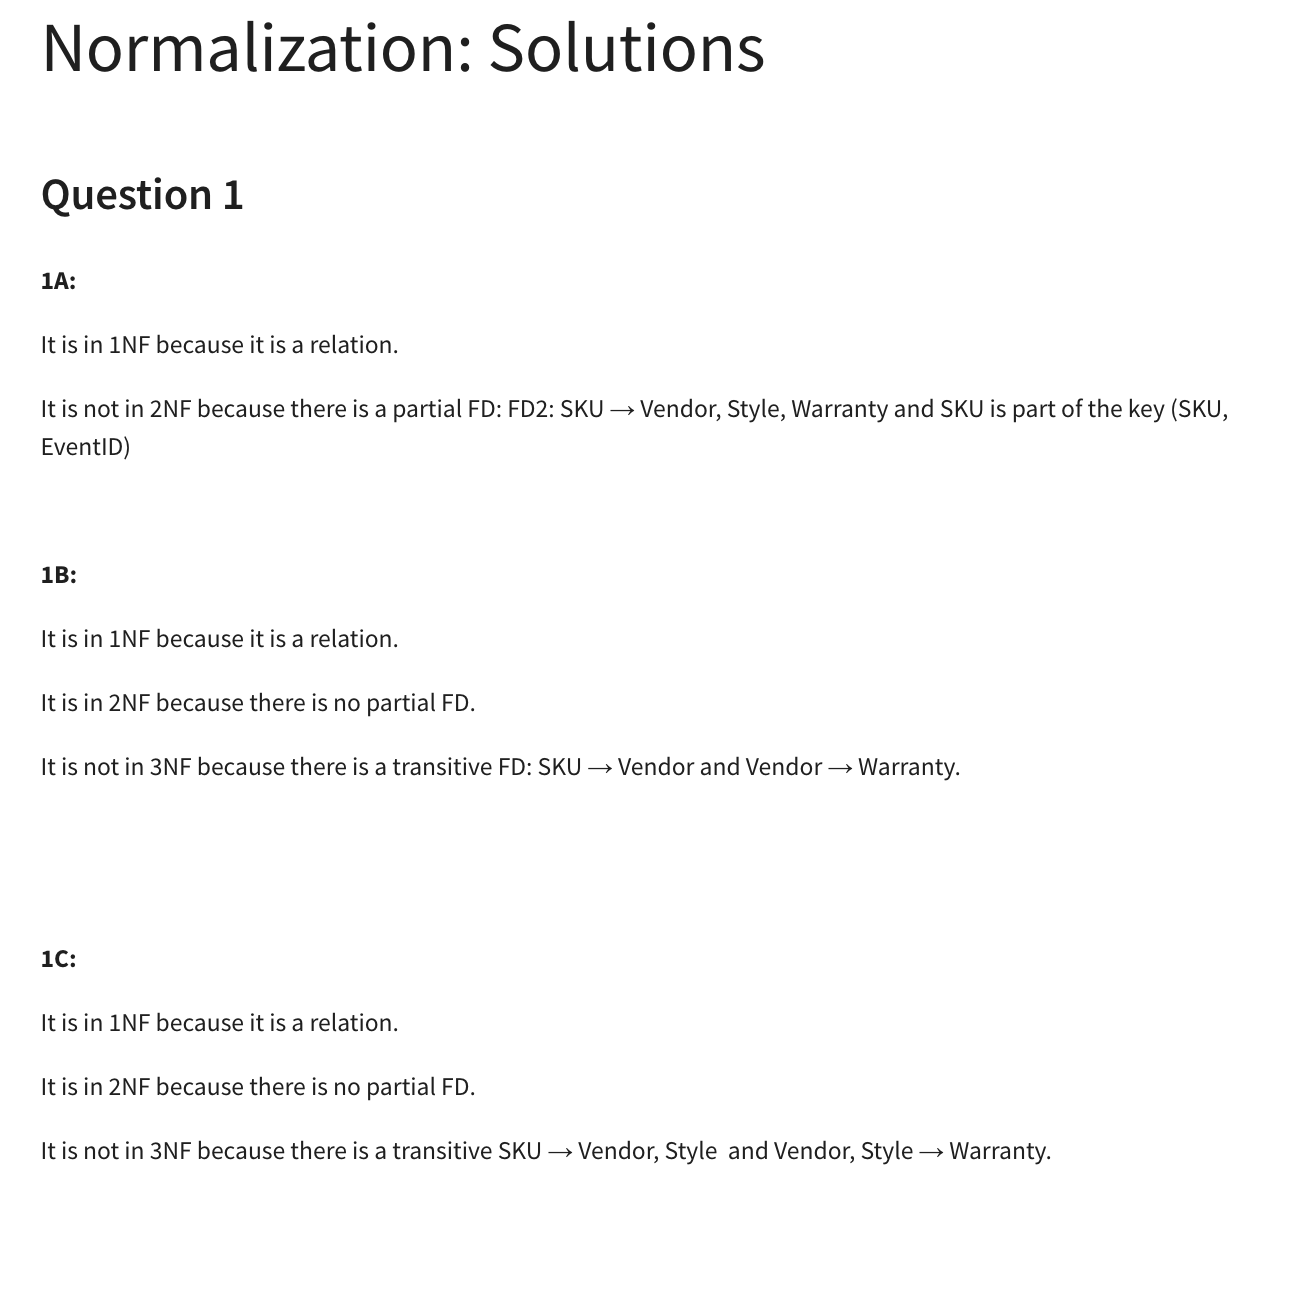 Normalization: Solutions
Question 1
1A:
It is in 1NF because it is a relation.
It is not in 2NF because there is a partial FD: FD2: SKU → Vendor, Style, Warranty and SKU is part of the key (SKU,
EventID)
1B:
It is in 1NF because it is a relation.
It is in 2NF because there is no partial FD.
It is not in 3NF because there is a transitive FD: SKU → Vendor and Vendor → Warranty.
1C:
It is in 1NF because it is a relation.
It is in 2NF because there is no partial FD.
It is not in 3NF because there is a transitive SKU → Vendor, Style  and Vendor, Style → Warranty.